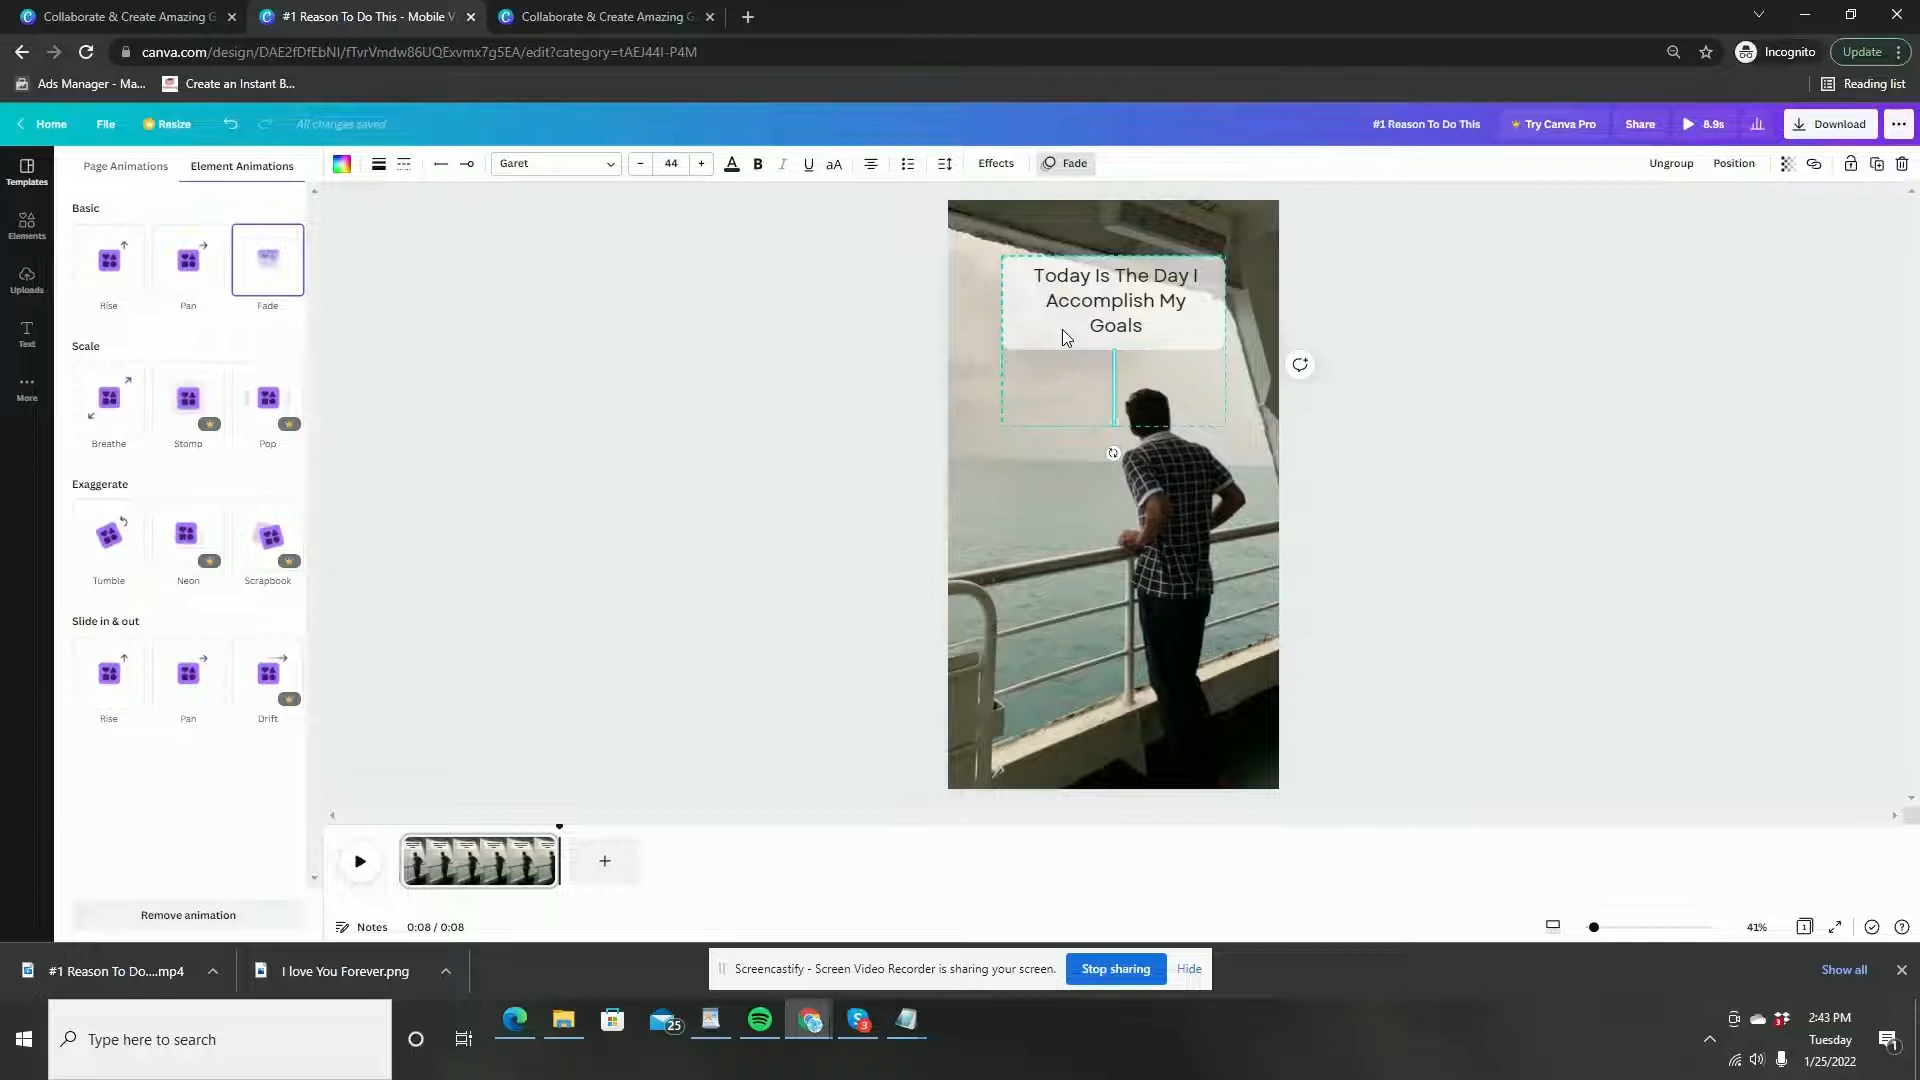 Collaborate & Create Amazing G
#1 Reason To Do This - Mobile V
Collaborate & Create Amazing G
canva.com/design/DAE2fDfEbNI/fTvrVmdw86UQExvmx7g5EA/edit?category=tAEJ44I-P4M
Incognito
Update
Ads Manager - Ma...
Create an Instant B...
Reading list
Home
File
Resize
All changes saved
#1 Reason To Do This
Try Canva Pro
Share
8.9s
Download
Templates
Elements
Uploads
Text
More
Page Animations
Element Animations
Garet
44
B
I
U
aA
Effects
Fade
Ungroup
Position
Basic
Rise
Pan
Fade
Scale
Breathe
Stomp
Pop
Exaggerate
Tumble
Neon
Scrapbook
Slide in & out
Rise
Pan
Drift
Remove animation
Today Is The Day I
Accomplish My
Goals
Notes
0:08 / 0:08
41%
1
#1 Reason To Do....mp4
I love You Forever.png
Screencastify - Screen Video Recorder is sharing your screen.
Stop sharing
Hide
Show all
Type here to search
25
3
3
2:43 PM
Tuesday
1/25/2022
1